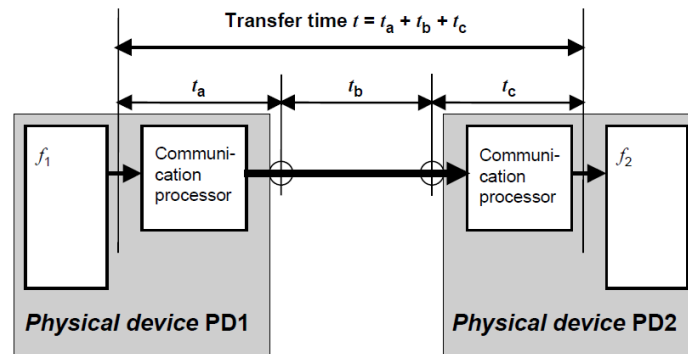 Transfer time t = ta + tb + tc
ta
tb
tc
f1
Communi-
cation
processor
Communi-
cation
processor
f2
Physical device PD1
Physical device PD2